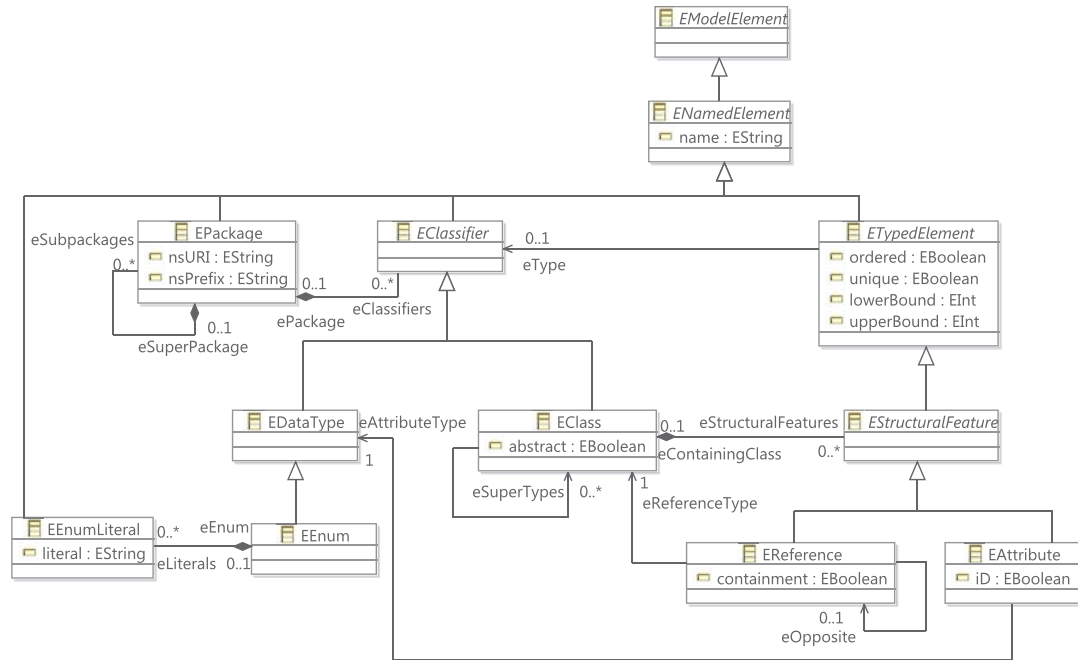 EModelElement
ENamedElement
name : EString
EPackage
nsURI : EString
nsPrefix : EString
eSubpackages
0..*
0..1
eSuperPackage
0..1
ePackage
0..*
eClassifiers
EClassifier
0..1
eType
ETypedElement
ordered : EBoolean
unique : EBoolean
lowerBound : EInt
upperBound : EInt
EDataType
eAttributeType
1
EClass
abstract : EBoolean
0..1
eStructuralFeatures
eContainingClass
0..*
EStructuralFeature
eSuperTypes
0..*
1
eReferenceType
EEnumLiteral
literal : EString
0..*
eLiterals
eEnum
0..1
EEnum
EReference
containment : EBoolean
0..1
eOpposite
EAttribute
iD : EBoolean